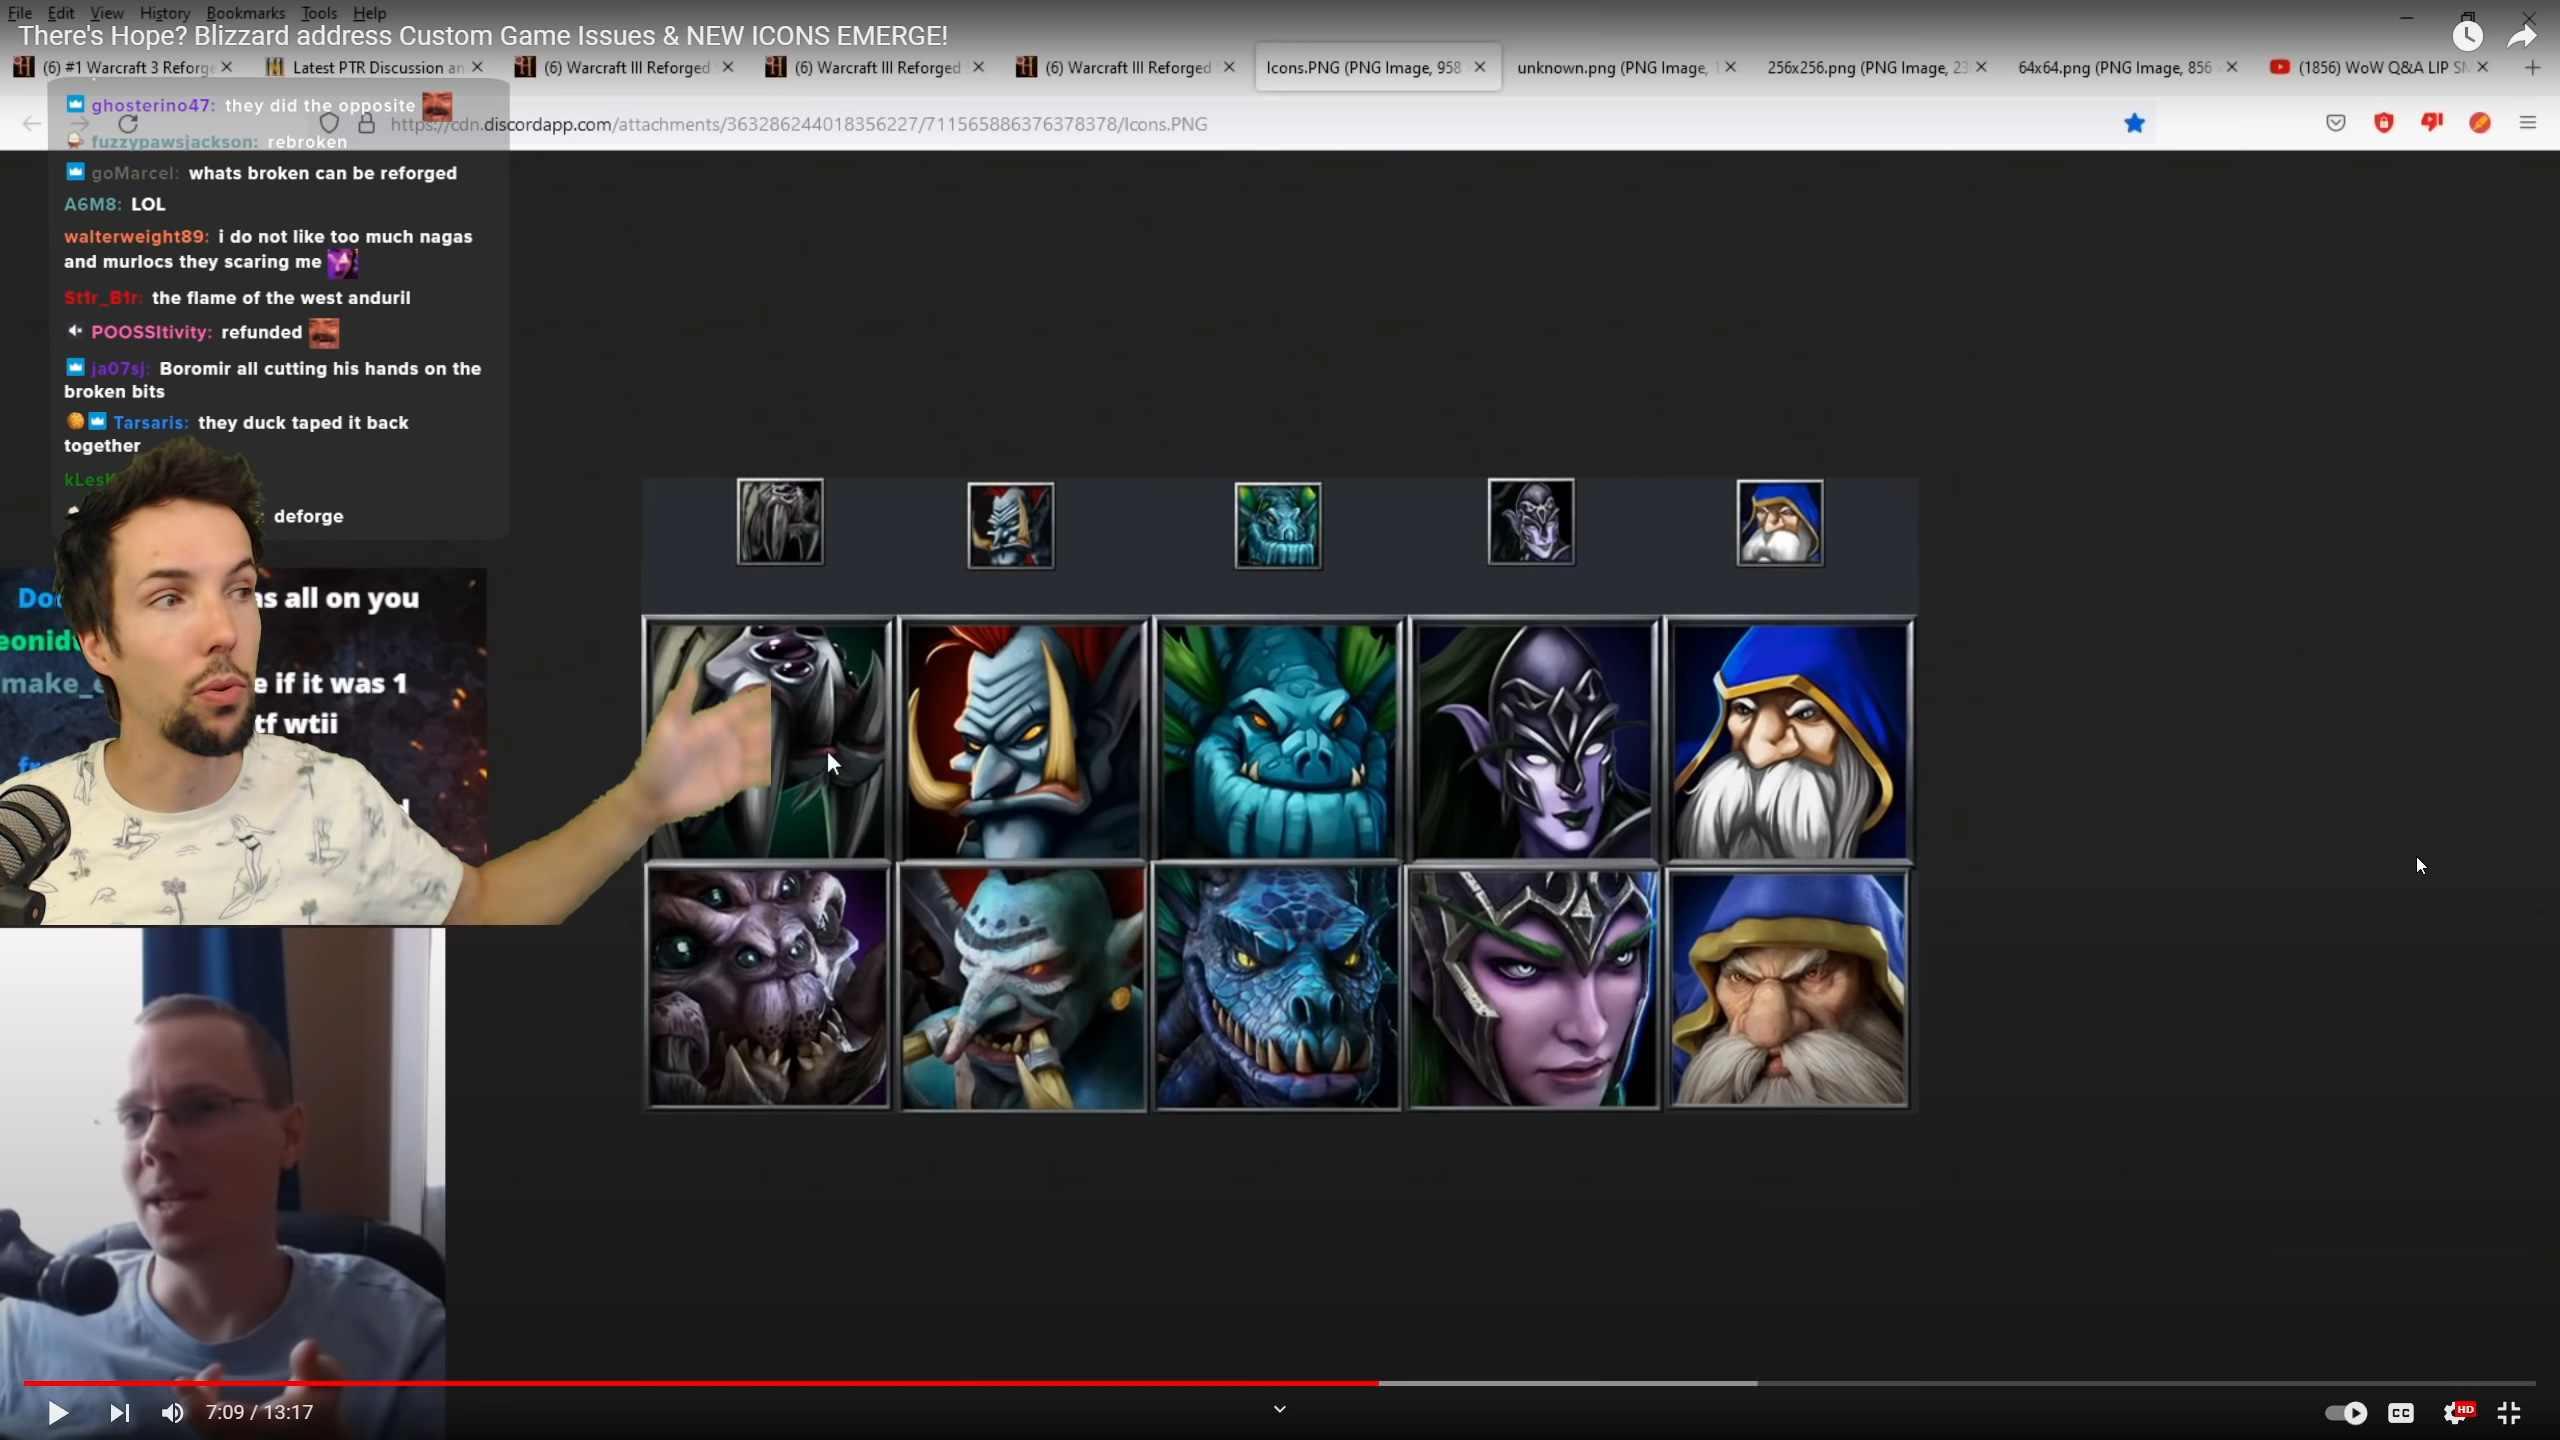 File Edit View History Bookmarks Tools Help
There's Hope? Blizzard address Custom Game Issues & NEW ICONS EMERGE!
(6) #1 Warcraft 3 Reforge
Latest PTR Discussion an
(6) Warcraft III Reforged
(6) Warcraft III Reforged
(6) Warcraft III Reforged
Icons.PNG (PNG Image, 958
unknown.png (PNG Image, 1
256x256.png (PNG Image, 23
64x64.png (PNG Image, 856
(1856) WoW Q&A LIP
https://cdn.discordapp.com/attachments/363286244018356227/711565886376378378/Icons.PNG
ghosterino47: they did the opposite
fuzzypawsjackson: rebroken
goMarcel: whats broken can be reforged
A6M8: LOL
walterweight89: i do not like too much nagas
and murlocs they scaring me
St1r_B1r: the flame of the west anduril
POOSSItivity: refunded
ja07sj: Boromir all cutting his hands on the
broken bits
Tarsaris: they duck taped it back
together
: deforge
as all on you
e if it was 1
tf wtii
7:09 / 13:17
CC
HD